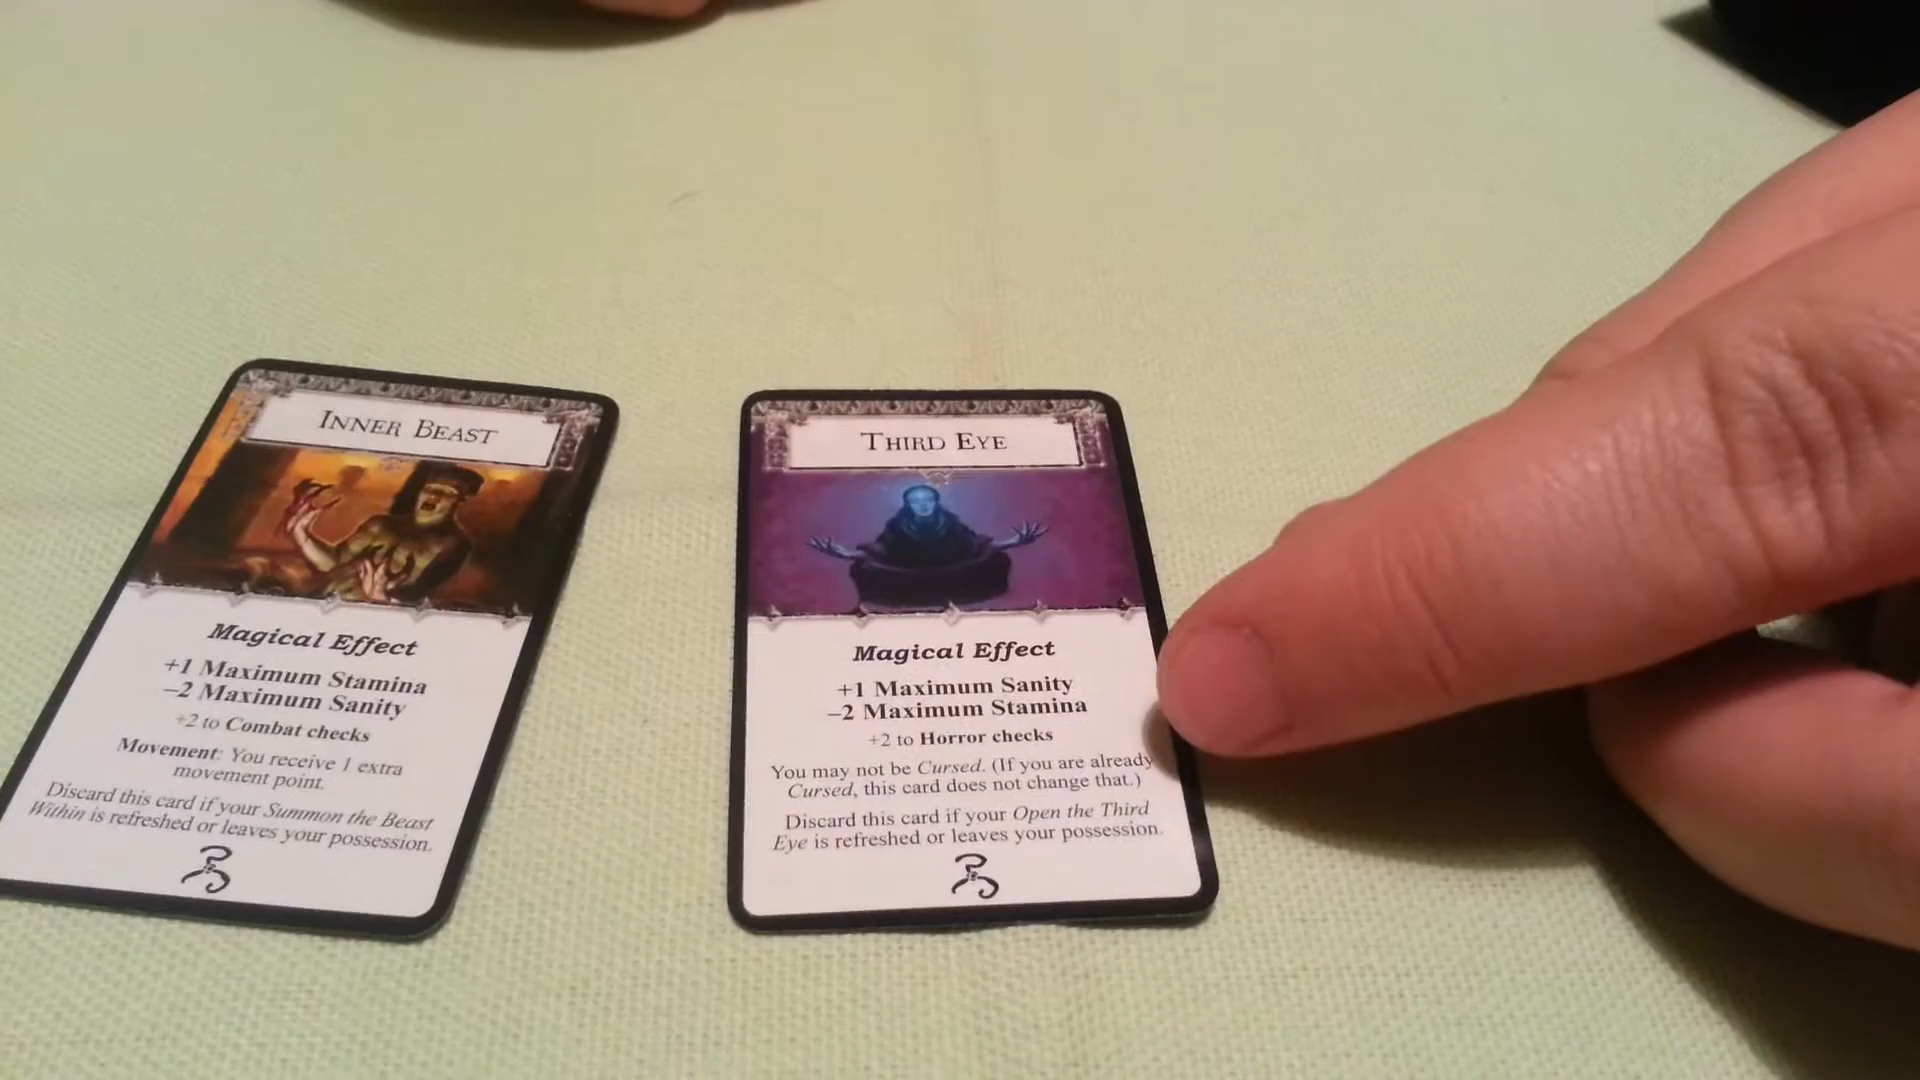 INNER BEAST
Magical Effect
+1 Maximum Stamina
–2 Maximum Sanity
+2 to Combat checks
Movement: You receive 1 extra
movement point.
Discard this card if your Summon the Beast
Within is refreshed or leaves your possession.
THIRD EYE
Magical Effect
+1 Maximum Sanity
–2 Maximum Stamina
+2 to Horror checks
You may not be Cursed. (If you are already
Cursed, this card does not change that.)
Discard this card if your Open the Third
Eye is refreshed or leaves your possession.